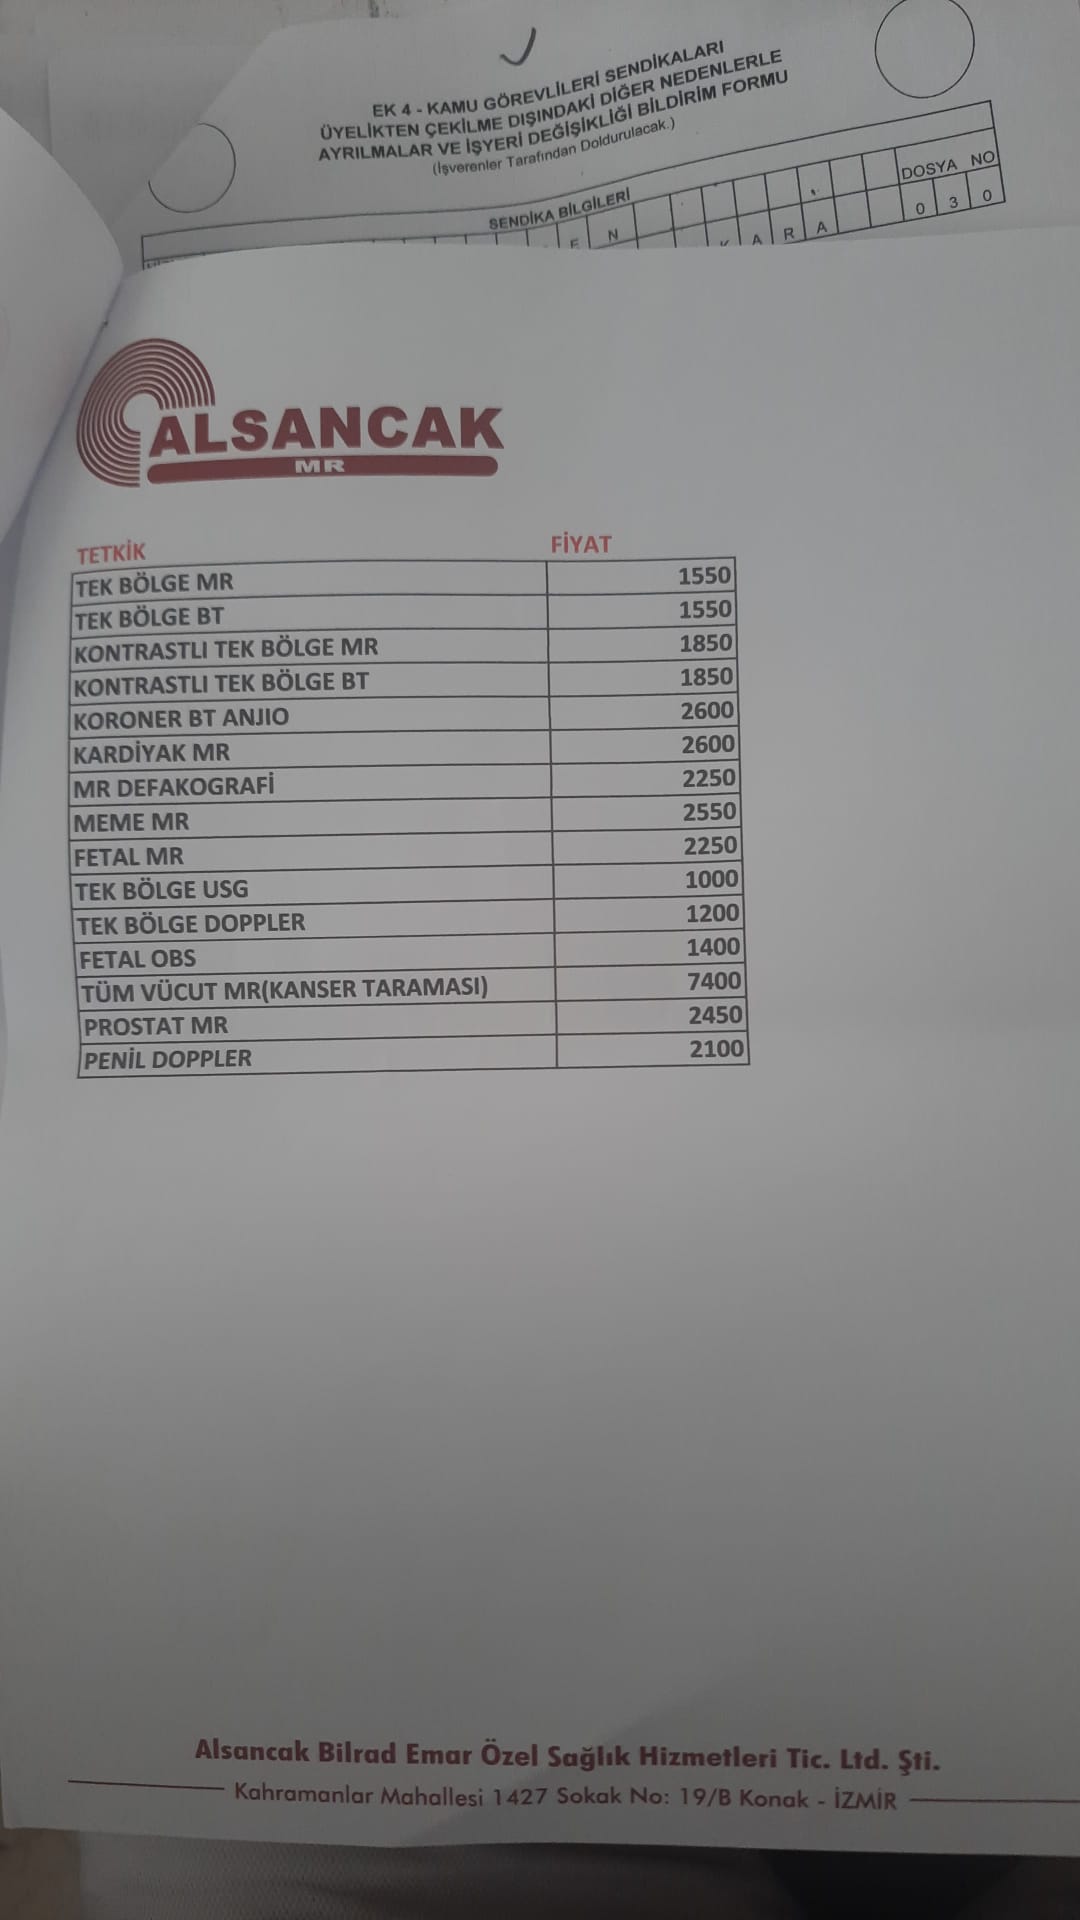 EK 4 - KAMU GÖREVLİLERİ SENDİKALARI
ÜYELİKTEN ÇEKİLME DIŞINDAKİ DİĞER NEDENLERLE
AYRILMALAR VE İŞYERİ DEĞİŞİKLİĞİ BİLDİRİM FORMU
(İşverenler Tarafından Doldurulacak.)
SENDİKA BİLGİLERİ
DOSYA NO
E N
A R A
0 3 0
ALSANCAK
MR
TETKİK FİYAT
TEK BÖLGE MR 1550
TEK BÖLGE BT 1550
KONTRASTLI TEK BÖLGE MR 1850
KONTRASTLI TEK BÖLGE BT 1850
KORONER BT ANJIO 2600
KARDİYAK MR 2600
MR DEFAKOGRAFİ 2250
MEME MR 2550
FETAL MR 2250
TEK BÖLGE USG 1000
TEK BÖLGE DOPPLER 1200
FETAL OBS 1400
TÜM VÜCUT MR(KANSER TARAMASI) 7400
PROSTAT MR 2450
PENİL DOPPLER 2100
Alsancak Bilrad Emar Özel Sağlık Hizmetleri Tic. Ltd. Şti.
Kahramanlar Mahallesi 1427 Sokak No: 19/B Konak - İZMİR